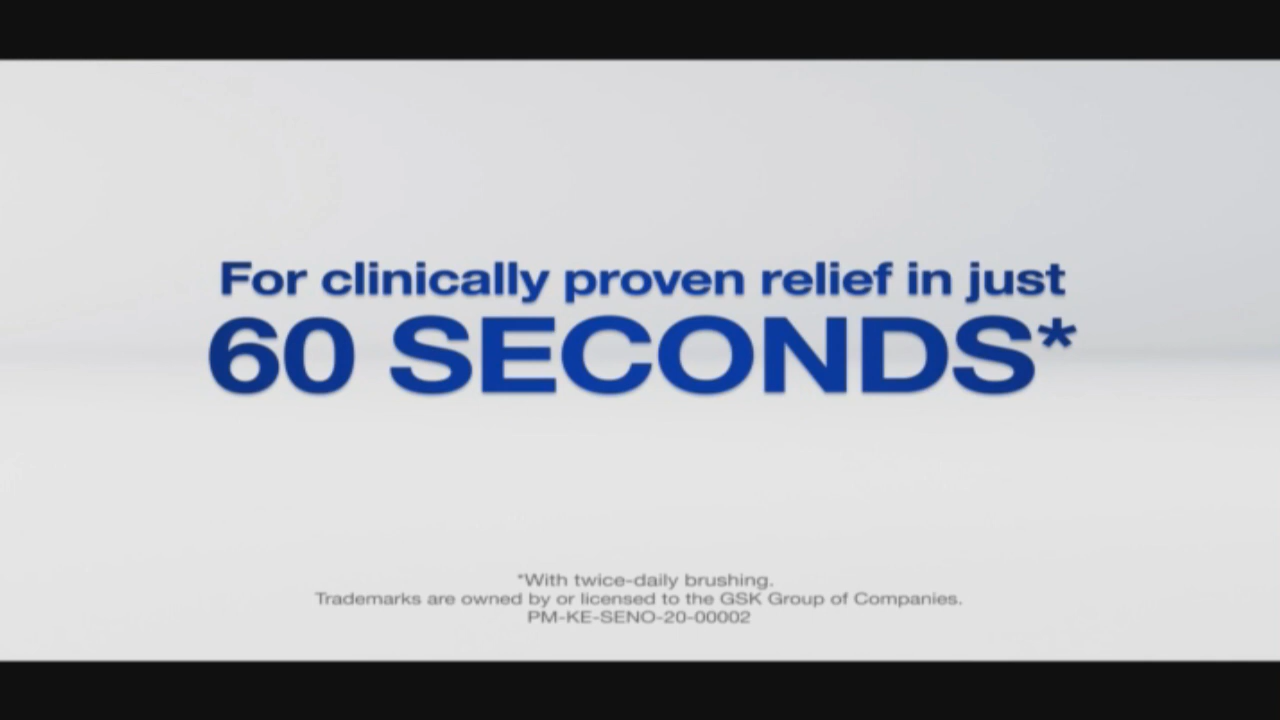 For clinically proven relief in just
60 SECONDS*
*With twice-daily brushing.
Trademarks are owned by or licensed to the GSK Group of Companies.
PM-KE-SENO-20-00002